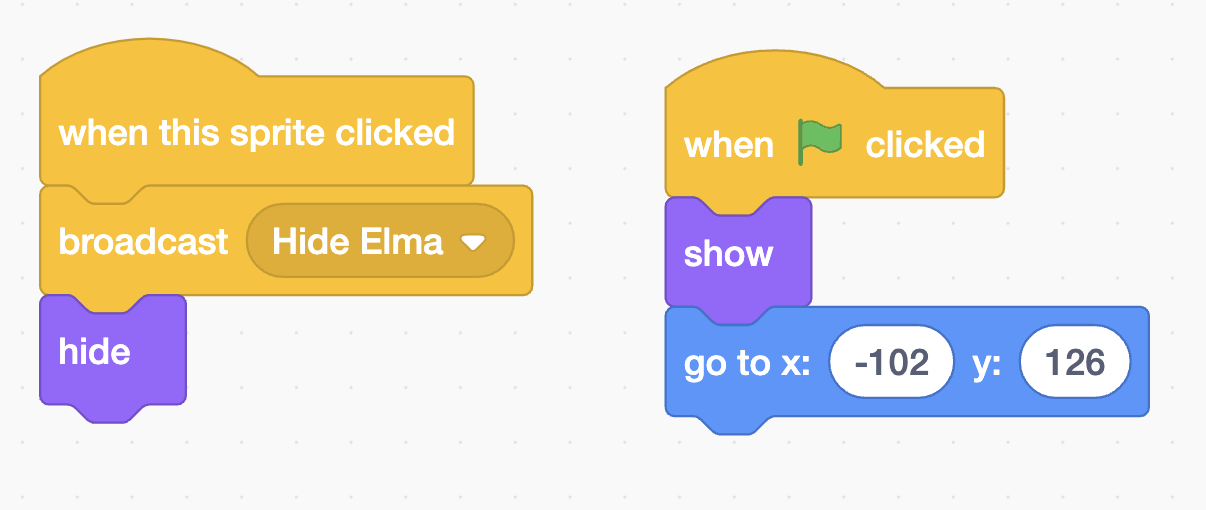 when this sprite clicked
broadcast Hide Elma
hide
when clicked
show
go to x: -102 y: 126